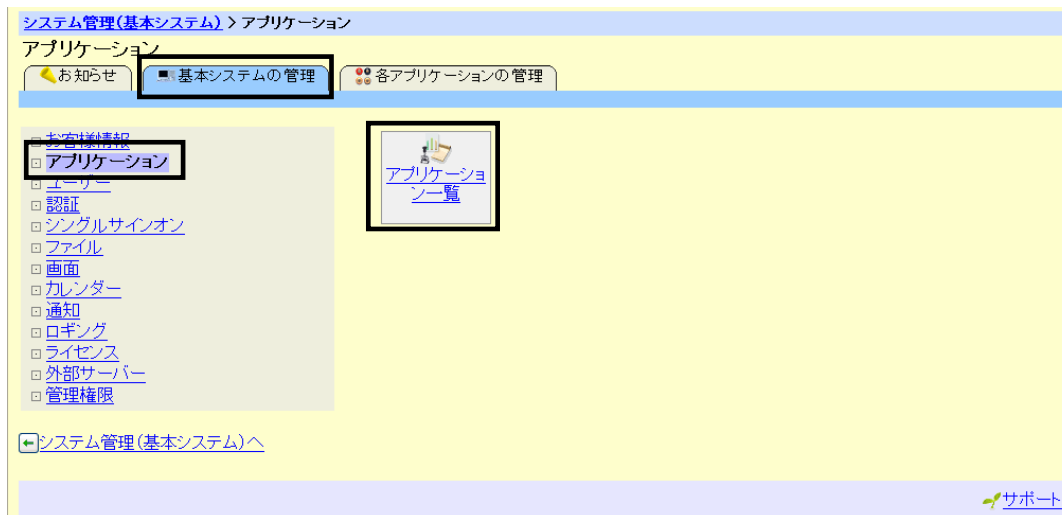 システム管理(基本システム) > アプリケーション
アプリケーション
お知らせ 基本システムの管理 各アプリケーションの管理
お客様情報
アプリケーション
ユーザー
認証
シングルサインオン
ファイル
画面
カレンダー
通知
ロギング
ライセンス
外部サーバー
管理権限
アプリケーショ
ン一覧
システム管理(基本システム)へ
サポート